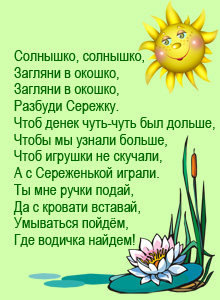 Солнышко, солнышко,
Загляни в окошко,
Загляни в окошко,
Разбуди Сережку.
Чтоб денек чуть-чуть был дольше,
Чтобы мы узнали больше,
Чтоб игрушки не скучали,
А с Сереженькой играли.
Ты мне ручки подай,
Да с кровати вставай,
Умываться пойдём,
Где водичка найдем!